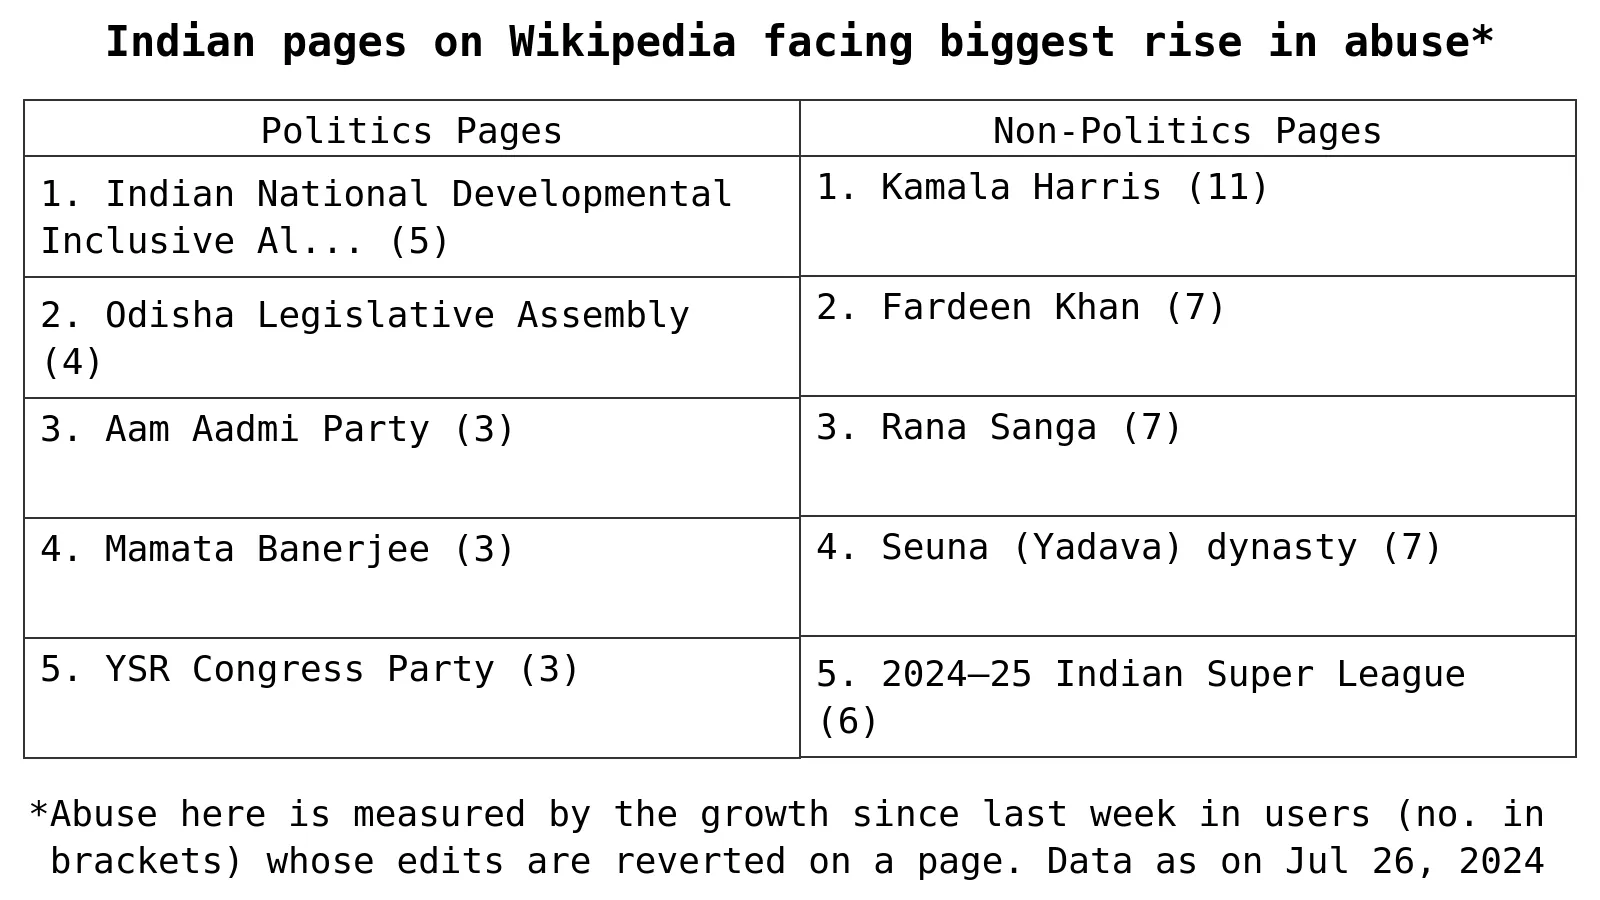 Indian pages on Wikipedia facing biggest rise in abuse*
Politics Pages
Non-Politics Pages
1. Indian National Developmental
Inclusive Al... (5)
1. Kamala Harris (11)
2. Odisha Legislative Assembly
(4)
2. Fardeen Khan (7)
3. Aam Aadmi Party (3)
3. Rana Sanga (7)
4. Mamata Banerjee (3)
4. Seuna (Yadava) dynasty (7)
5. YSR Congress Party (3)
5. 2024–25 Indian Super League
(6)
*Abuse here is measured by the growth since last week in users (no. in
brackets) whose edits are reverted on a page. Data as on Jul 26, 2024